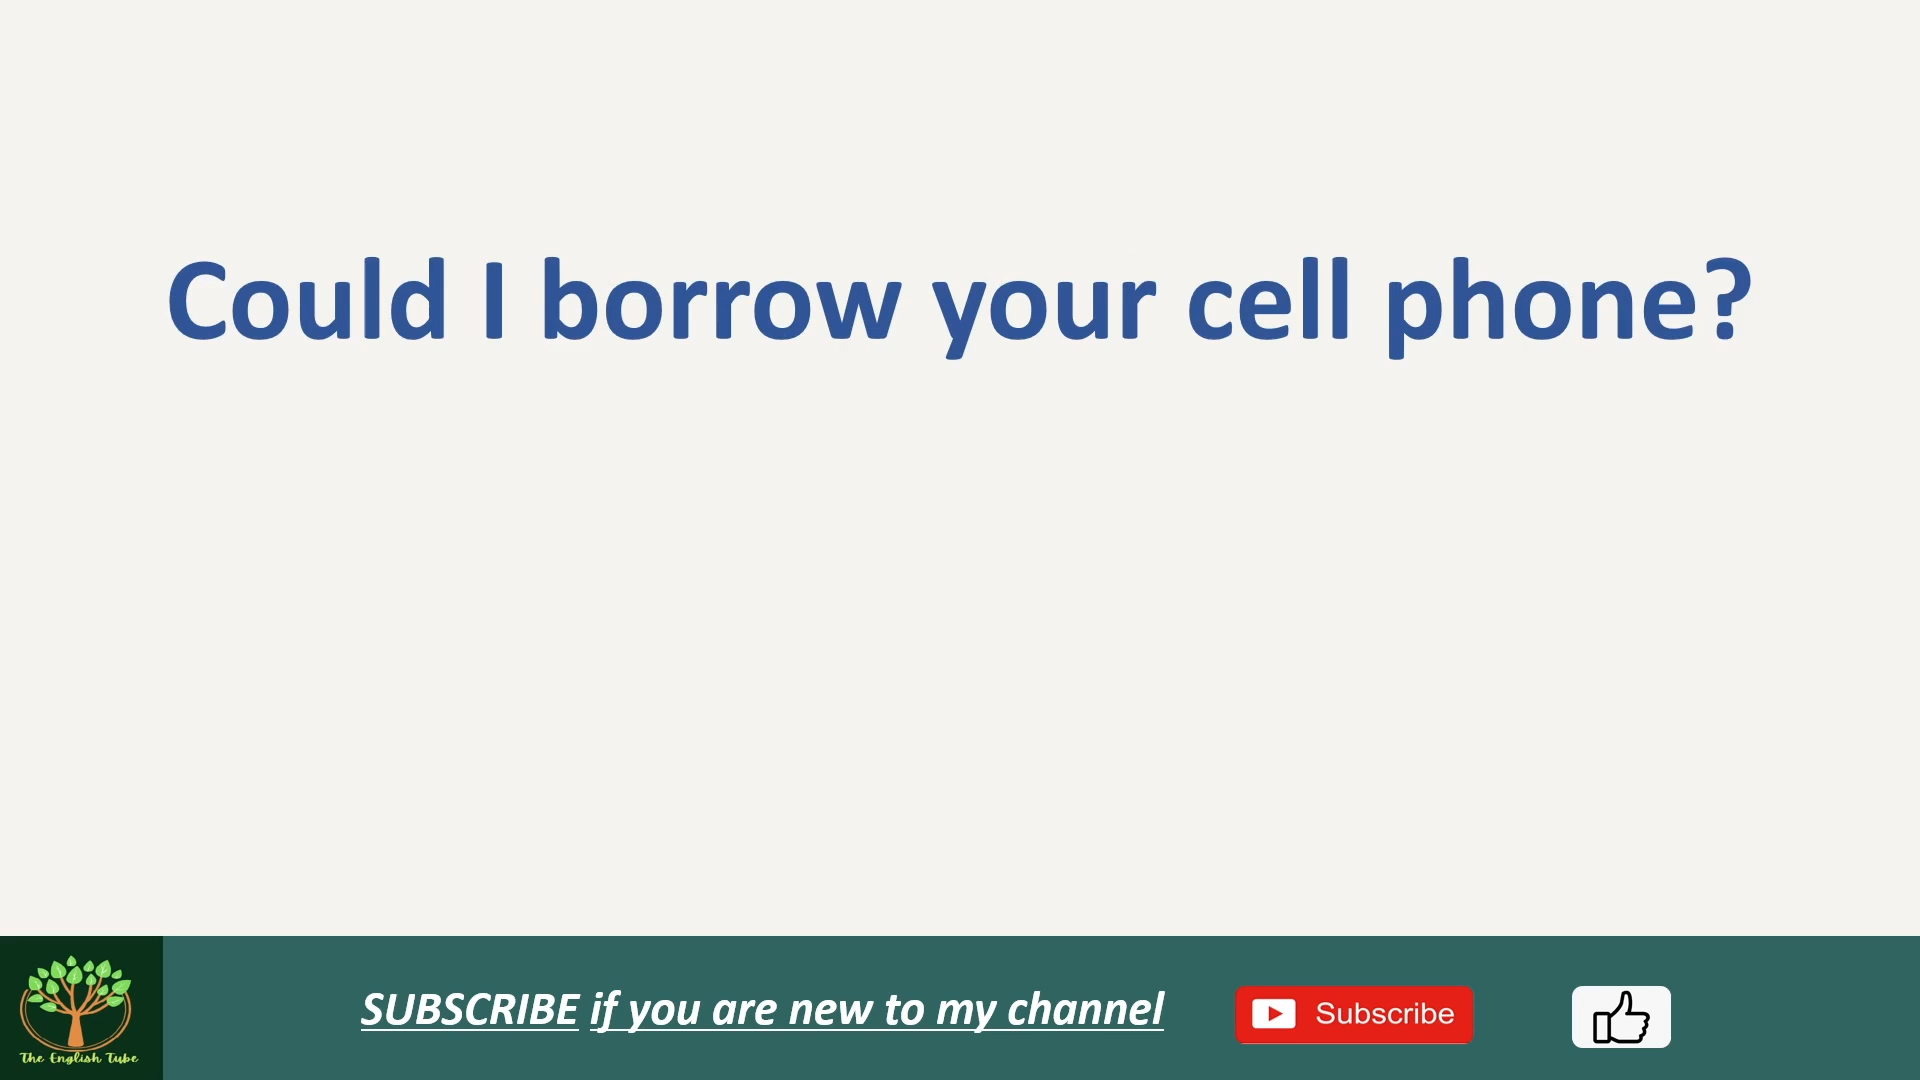 Could I borrow your cell phone?
SUBSCRIBE if you are new to my channel
Subscribe
The English Tube